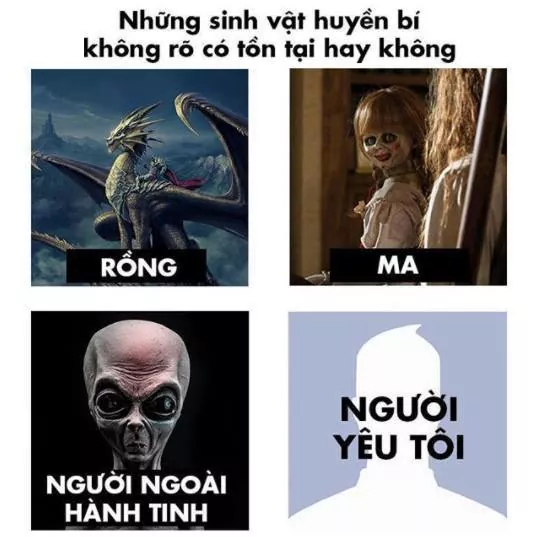 Những sinh vật huyền bí
không rõ có tồn tại hay không
RỒNG
MA
NGƯỜI NGOÀI
HÀNH TINH
NGƯỜI
YÊU TÔI